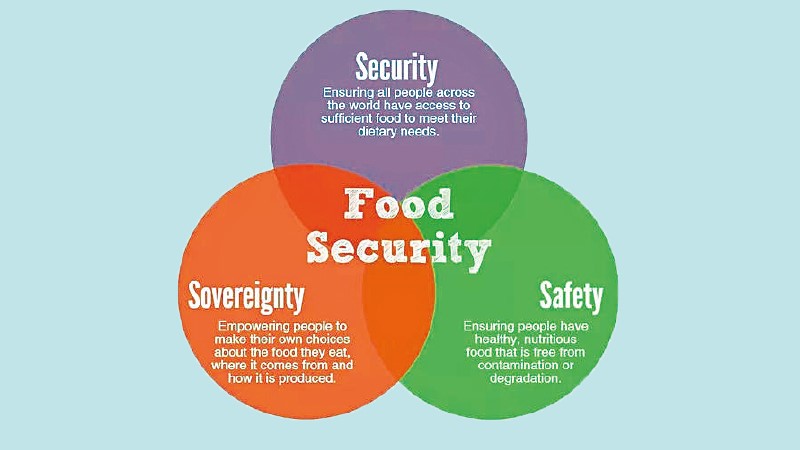 Security
Ensuring all people across
the world have access to
sufficient food to meet their
dietary needs.
Food
Security
Sovereignty
Empowering people to
make their own choices
about the food they eat,
where it comes from and
how it is produced.
Safety
Ensuring people have
healthy, nutritious
food that is free from
contamination or
degradation.